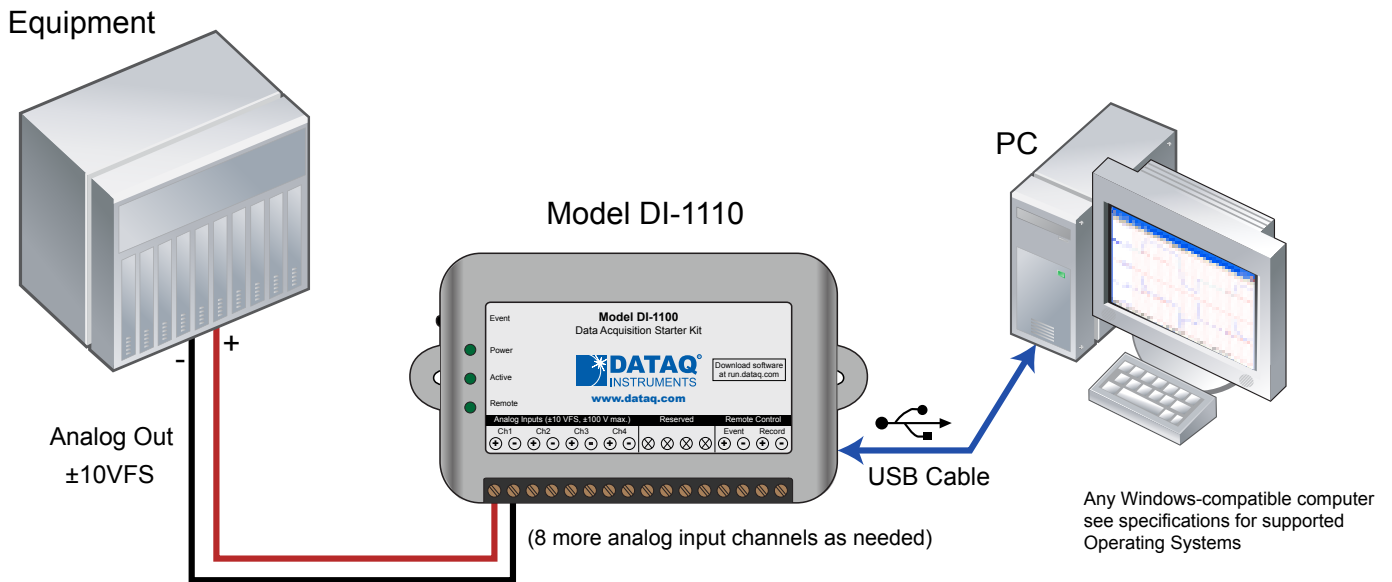 Equipment
PC
Model DI-1110
Event
Model DI-1100
Data Acquisition Starter Kit
Power
Active
Remote
DATAQ®
INSTRUMENTS
www.dataq.com
Download software
at run.dataq.com
Analog Inputs (±10 VFS, ±100 V max.) Reserved Remote Control
Ch1 Ch2 Ch3 Ch4 Event Record
+ - + - + - + - + - + -
- +
Analog Out
±10VFS
USB Cable
(8 more analog input channels as needed)
Any Windows-compatible computer
see specifications for supported
Operating Systems